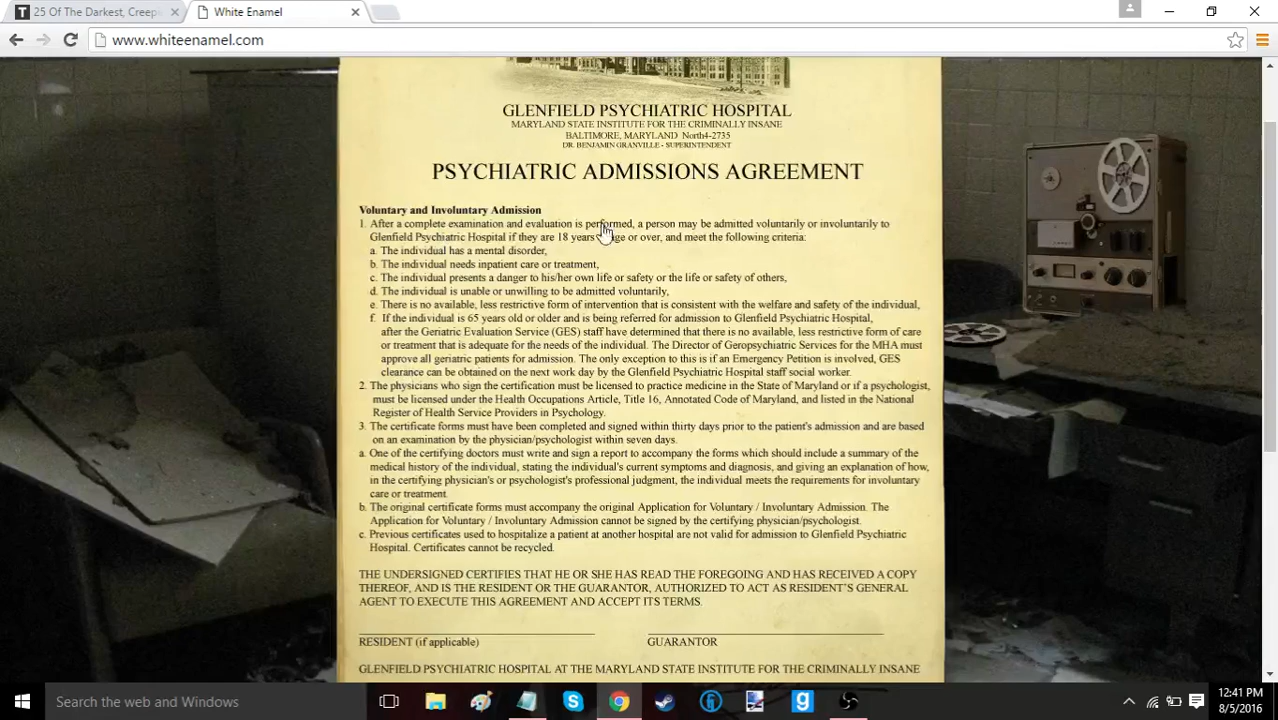 25 Of The Darkest, Creep
White Enamel
www.whiteenamel.com
GLENFIELD PSYCHIATRIC HOSPITAL
MARYLAND STATE INSTITUTE FOR THE CRIMINALLY INSANE
BALTIMORE, MARYLAND North4-2735
DR. BENJAMIN GRANVILLE - SUPERINTENDENT
PSYCHIATRIC ADMISSIONS AGREEMENT
Voluntary and Involuntary Admission
1. After a complete examination and evaluation is performed, a person may be admitted voluntarily or involuntarily to
Glenfield Psychiatric Hospital if they are 18 years or over, and meet the following criteria:
a. The individual has a mental disorder,
b. The individual needs inpatient care or treatment,
c. The individual presents a danger to his/her own life or safety or the life or safety of others,
d. The individual is unable or unwilling to be admitted voluntarily,
e. There is no available, less restrictive form of intervention that is consistent with the welfare and safety of the individual,
f. If the individual is 65 years old or older and is being referred for admission to Glenfield Psychiatric Hospital,
after the Geriatric Evaluation Service (GES) staff have determined that there is no available, less restrictive form of care
or treatment that is adequate for the needs of the individual. The Director of Geropsychiatric Services for the MHA must
approve all geriatric patients for admission. The only exception to this is if an Emergency Petition is involved, GES
clearance can be obtained on the next work day by the Glenfield Psychiatric Hospital staff social worker.
2. The physicians who sign the certification must be licensed to practice medicine in the State of Maryland or if a psychologist,
must be licensed under the Health Occupations Article, Title 16, Annotated Code of Maryland, and listed in the National
Register of Health Service Providers in Psychology.
3. The certificate forms must have been completed and signed within thirty days prior to the patient's admission and are based
on an examination by the physician/psychologist within seven days.
a. One of the certifying doctors must write and sign a report to accompany the forms which should include a summary of the
medical history of the individual, stating the individual's current symptoms and diagnosis, and giving an explanation of how,
in the certifying physician's or psychologist's professional judgment, the individual meets the requirements for involuntary
care or treatment.
b. The original certificate forms must accompany the original Application for Voluntary / Involuntary Admission. The
Application for Voluntary / Involuntary Admission cannot be signed by the certifying physician/psychologist.
c. Previous certificates used to hospitalize a patient at another hospital are not valid for admission to Glenfield Psychiatric
Hospital. Certificates cannot be recycled.
THE UNDERSIGNED CERTIFIES THAT HE OR SHE HAS READ THE FOREGOING AND HAS RECEIVED A COPY
THEREOF, AND IS THE RESIDENT OR THE GUARANTOR, AUTHORIZED TO ACT AS RESIDENT'S GENERAL
AGENT TO EXECUTE THIS AGREEMENT AND ACCEPT ITS TERMS.
RESIDENT (if applicable) GUARANTOR
GLENFIELD PSYCHIATRIC HOSPITAL AT THE MARYLAND STATE INSTITUTE FOR THE CRIMINALLY INSANE
Search the web and Windows
12:41 PM
8/5/2016